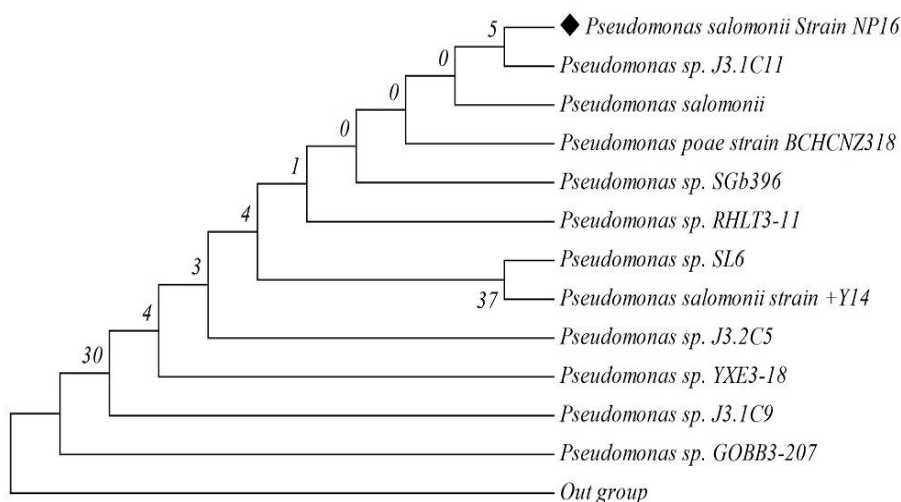 5
Pseudomonas salomonii Strain NP16
0
Pseudomonas sp. J3.1C11
0
Pseudomonas salomonii
0
Pseudomonas poae strain BCHCNZ318
1
Pseudomonas sp. SGb396
4
Pseudomonas sp. RHLT3-11
3
Pseudomonas sp. SL6
37
Pseudomonas salomonii strain +Y14
4
Pseudomonas sp. J3.2C5
30
Pseudomonas sp. YXE3-18
Pseudomonas sp. J3.1C9
Pseudomonas sp. GOBB3-207
Out group